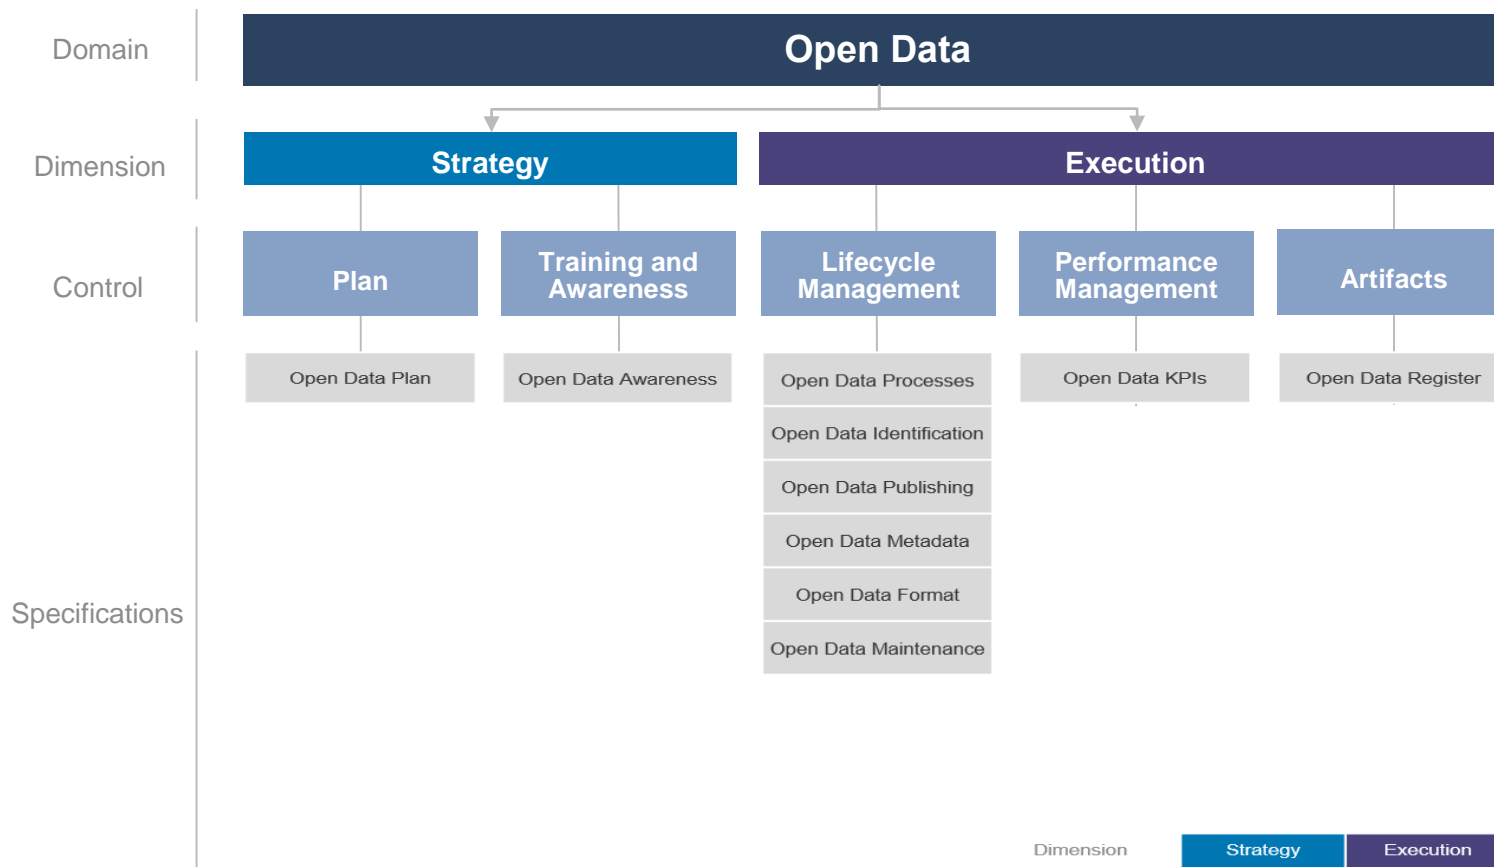 Domain
Open Data
Dimension
Strategy
Execution
Control
Plan
Training and
Awareness
Lifecycle
Management
Performance
Management
Artifacts
Specifications
Open Data Plan
Open Data Awareness
Open Data Processes
Open Data KPIs
Open Data Register
Open Data Identification
Open Data Publishing
Open Data Metadata
Open Data Format
Open Data Maintenance
Dimension
Strategy
Execution